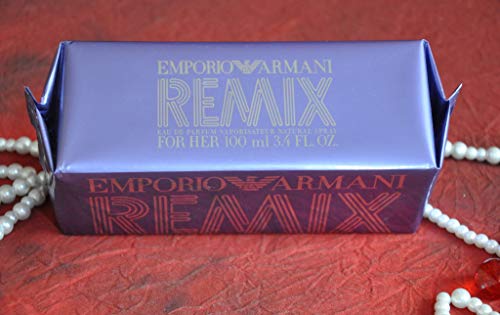 EMPORIO ARMANI
REMIX
EAU DE PARFUM VAPORISATEUR NATURAL SPRAY
FOR HER 100 ml 3.4 FL. OZ.
EMPORIO ARMANI
REMIX